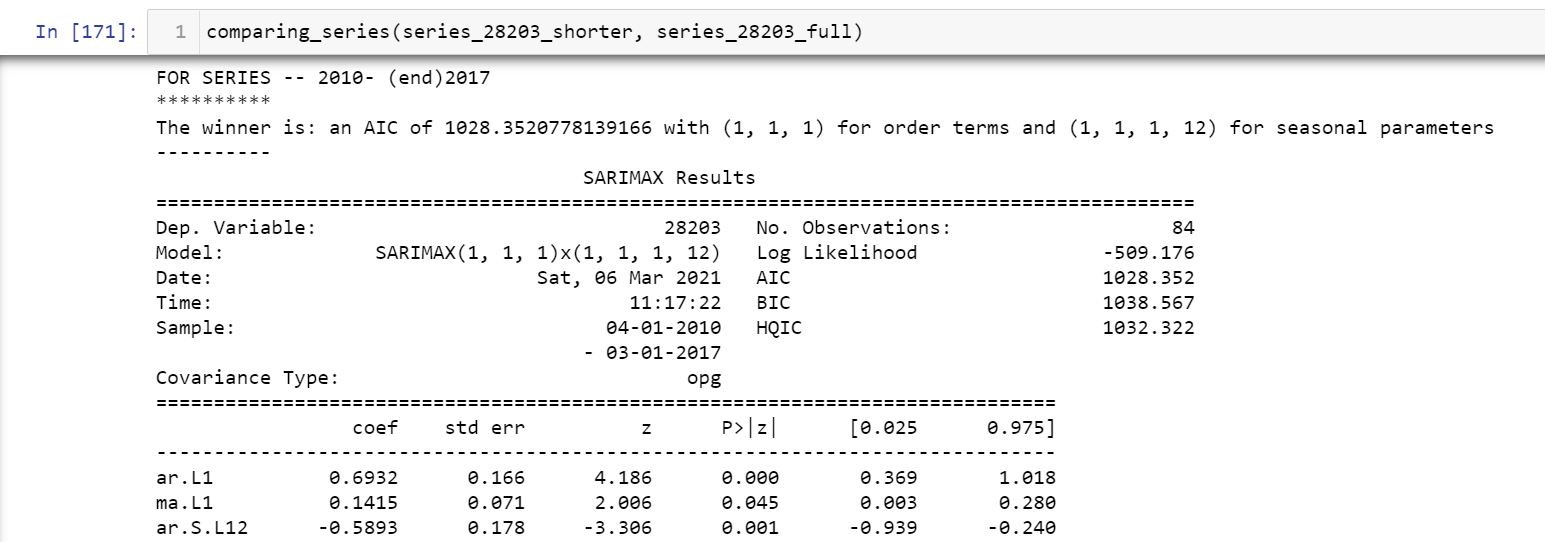 In [171]: 1 comparing_series(series_28203_shorter, series_28203_full)
FOR SERIES -- 2010- (end)2017
**********
The winner is: an AIC of 1028.3520778139166 with (1, 1, 1) for order terms and (1, 1, 1, 12) for seasonal parameters
----------
SARIMAX Results
==========================================================================================
Dep. Variable: 28203 No. Observations: 84
Model: SARIMAX(1, 1, 1)x(1, 1, 1, 12) Log Likelihood -509.176
Date: Sat, 06 Mar 2021 AIC 1028.352
Time: 11:17:22 BIC 1038.567
Sample: 04-01-2010 HQIC 1032.322
- 03-01-2017
Covariance Type: opg
==============================================================================
coef std err z P>|z| [0.025 0.975]
------------------------------------------------------------------------------
ar.L1 0.6932 0.166 4.186 0.000 0.369 1.018
ma.L1 0.1415 0.071 2.006 0.045 0.003 0.280
ar.S.L12 -0.5893 0.178 -3.306 0.001 -0.939 -0.240